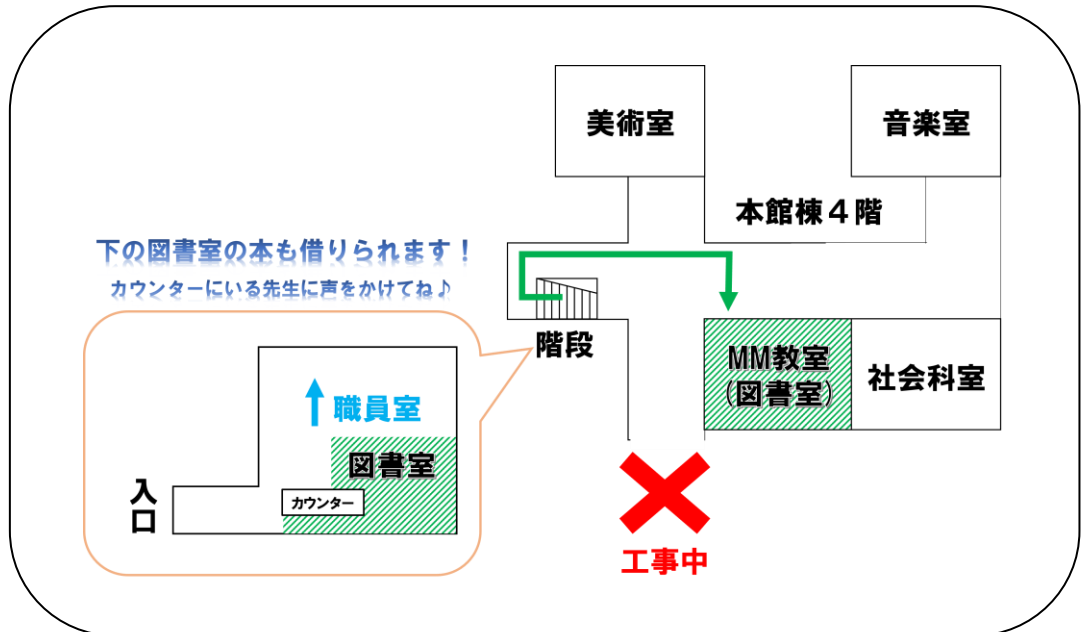 美術室
音楽室
本館棟４階
下の図書室の本も借りられます！
カウンターにいる先生に声をかけてね♪
階段
MM教室
(図書室)
社会科室
職員室
図書室
カウンター
入口
工事中